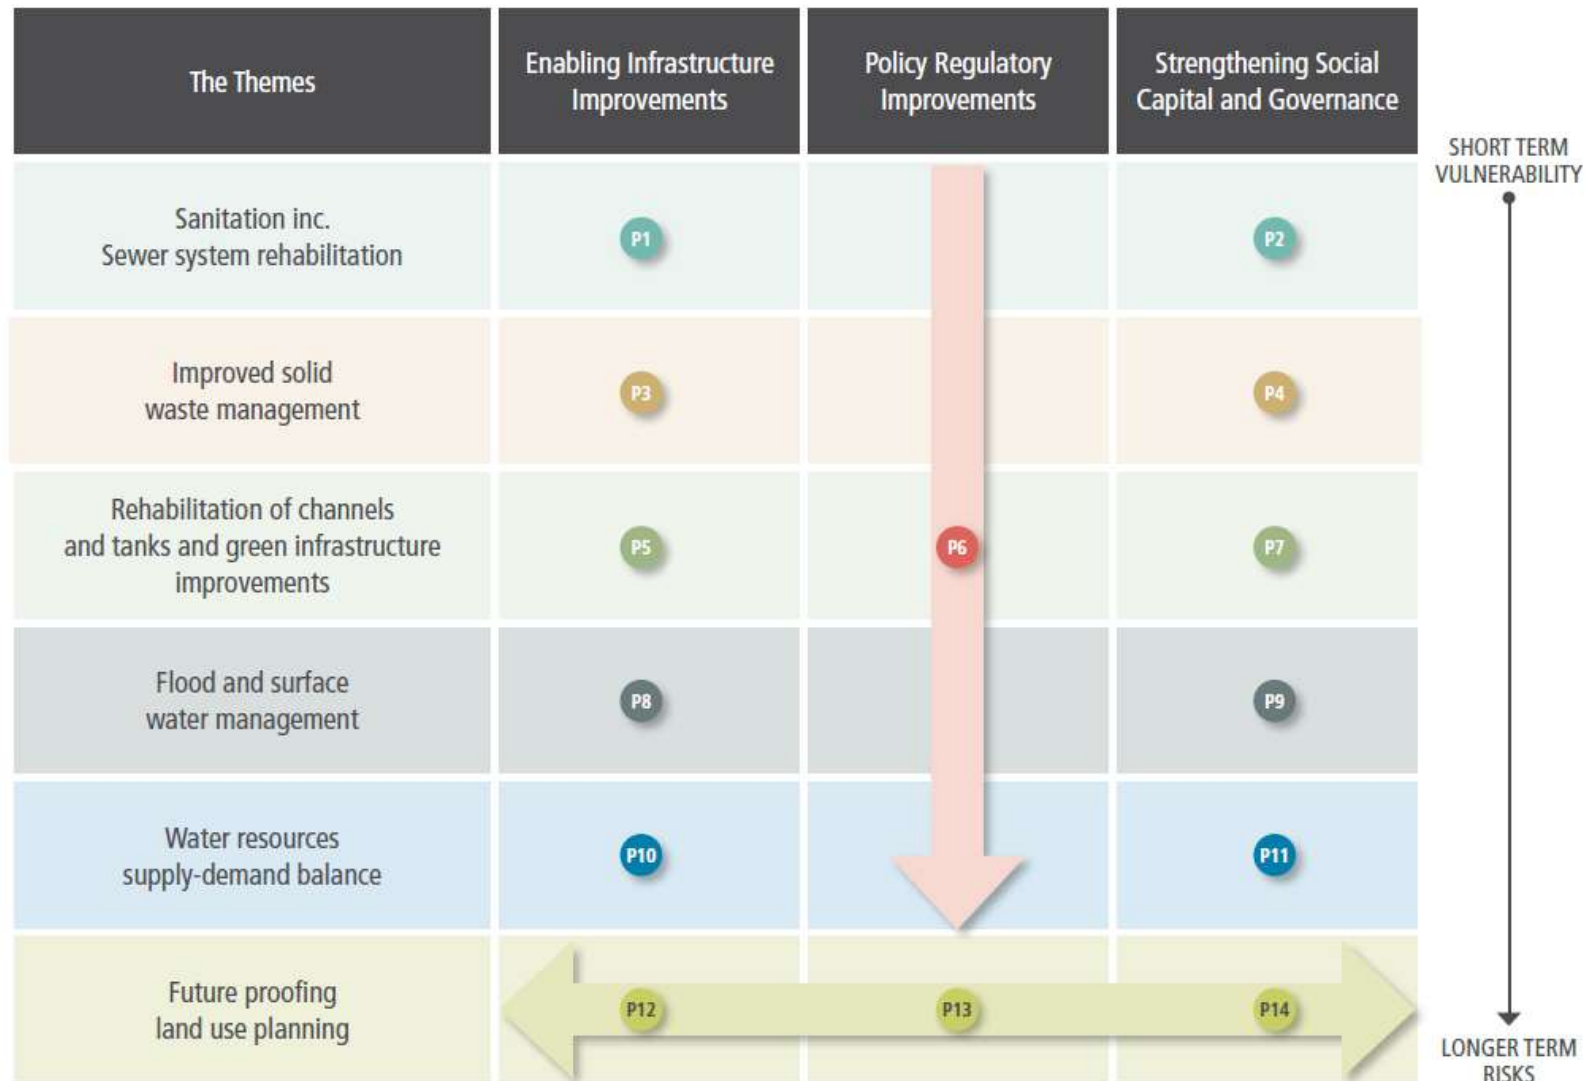 The Themes
Enabling Infrastructure
Improvements
Policy Regulatory
Improvements
Strengthening Social
Capital and Governance
SHORT TERM
VULNERABILITY
Sanitation inc.
Sewer system rehabilitation
P1
P2
Improved solid
waste management
P3
P4
Rehabilitation of channels
and tanks and green infrastructure
improvements
P5
P6
P7
Flood and surface
water management
P8
P9
Water resources
supply-demand balance
P10
P11
Future proofing
land use planning
P12
P13
P14
LONGER TERM
RISKS